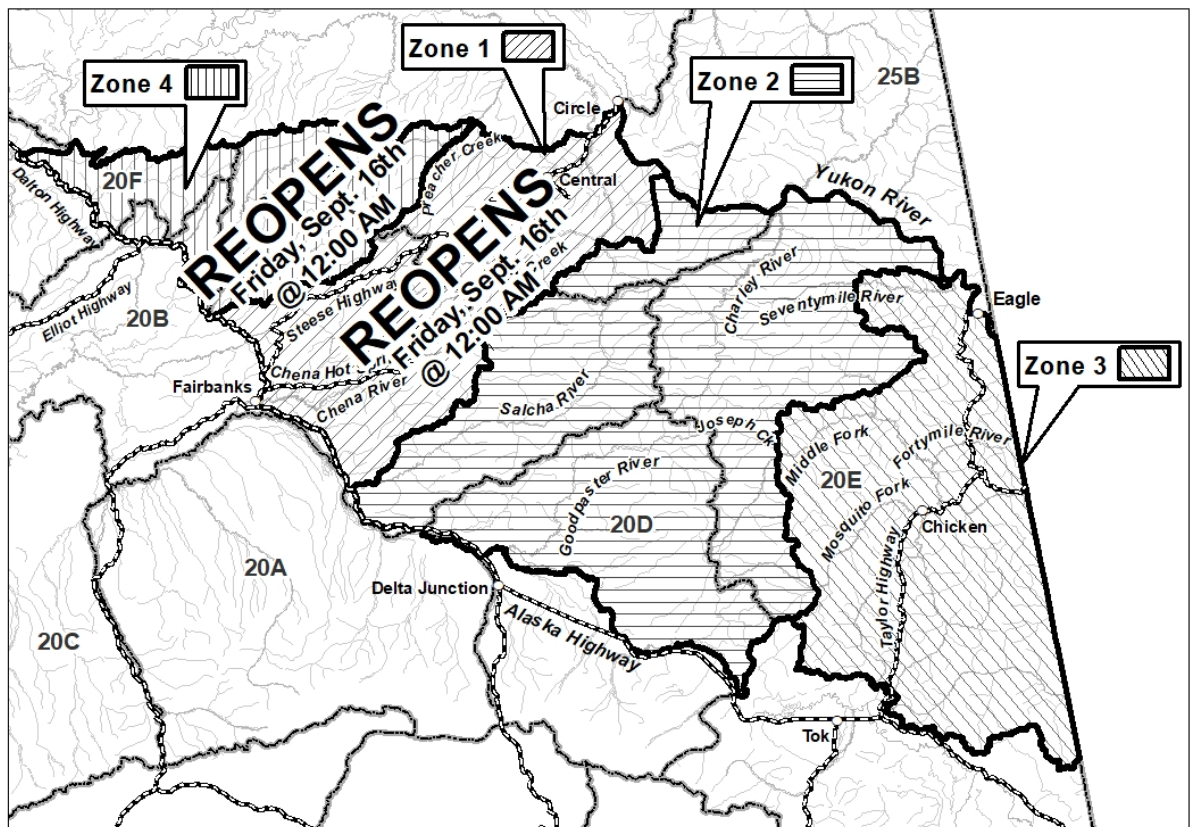 Zone 1
Zone 2
Zone 4
25B
Circle
Preacher Creek
Central
20F
Dalton Highway
REOPENS
Friday, Sept. 16th
@ 12:00 AM
REOPENS
Friday, Sept. 16th
@ 12:00 AM
Creek
Yukon River
Charley River
Seventymile River
Eagle
Elliot Highway
20B
Steese Highway
Zone 3
Fairbanks
Chena Hot
Chena River
Salcha River
Joseph Ck
Middle Fork
Fortymile River
20E
Mosquito Fork
Goodpaster River
20D
Chicken
20A
Delta Junction
Taylor Highway
Alaska Highway
20C
Tok